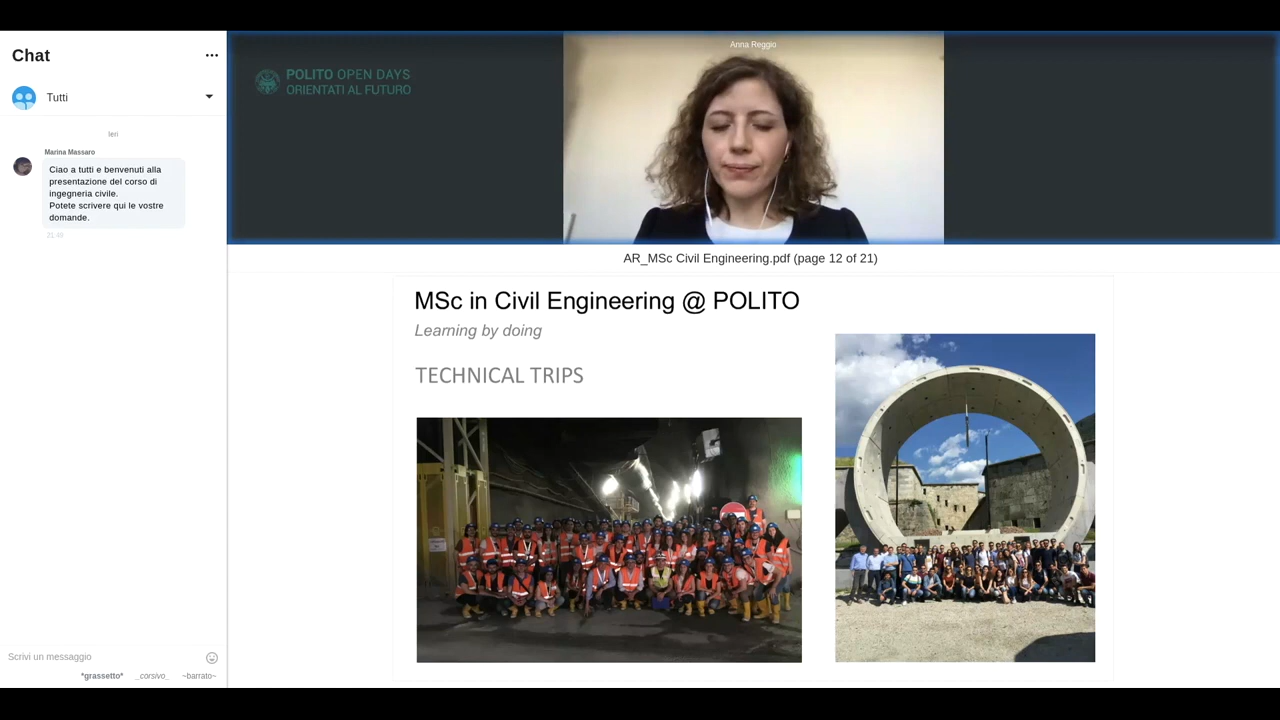 Chat
Tutti
Ieri
Marina Massaro
Ciao a tutti e benvenuti alla
presentazione del corso di
ingegneria civile.
Potete scrivere qui le vostre
domande.
21:48
Scrivi un messaggio
*grassetto* _corsivo_ ~barrato~
POLITO OPEN DAYS
ORIENTATI AL FUTURO
Anna Reggio
AR_MSc Civil Engineering.pdf (page 12 of 21)
MSc in Civil Engineering @ POLITO
Learning by doing
TECHNICAL TRIPS